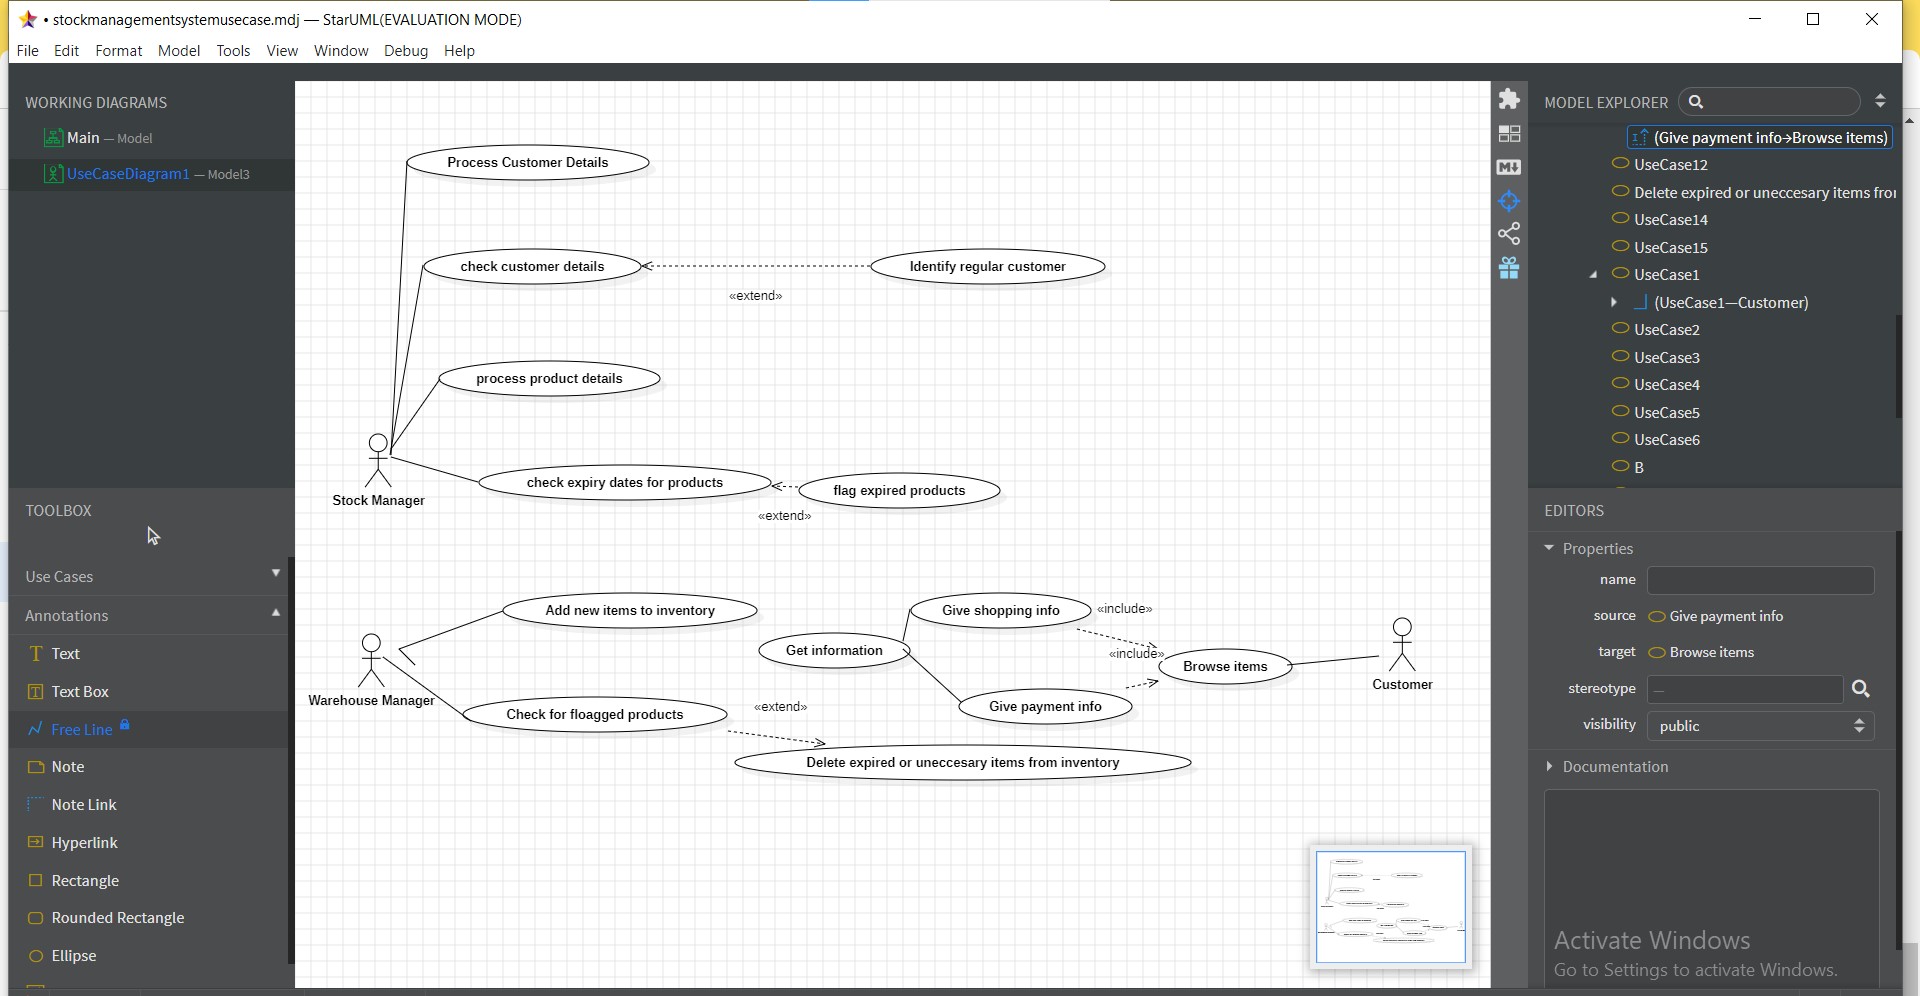 • stockmanagementsystemusecase.mdj — StarUML(EVALUATION MODE)
File Edit Format Model Tools View Window Debug Help
WORKING DIAGRAMS
Main — Model
UseCaseDiagram1 — Model3
TOOLBOX
Use Cases
Annotations
Text
Text Box
Free Line
Note
Note Link
Hyperlink
Rectangle
Rounded Rectangle
Ellipse
Process Customer Details
check customer details
Identify regular customer
«extend»
process product details
check expiry dates for products
flag expired products
Stock Manager
«extend»
Add new items to inventory
Give shopping info
«include»
Get information
«include»
Browse items
Warehouse Manager
Customer
Check for floagged products
«extend»
Give payment info
Delete expired or uneccesary items from inventory
MODEL EXPLORER
(Give payment info→Browse items)
UseCase12
Delete expired or uneccesary items fro
UseCase14
UseCase15
UseCase1
(UseCase1—Customer)
UseCase2
UseCase3
UseCase4
UseCase5
UseCase6
B
EDITORS
Properties
name
source Give payment info
target Browse items
stereotype —
visibility public
Documentation
Activate Windows
Go to Settings to activate Windows.